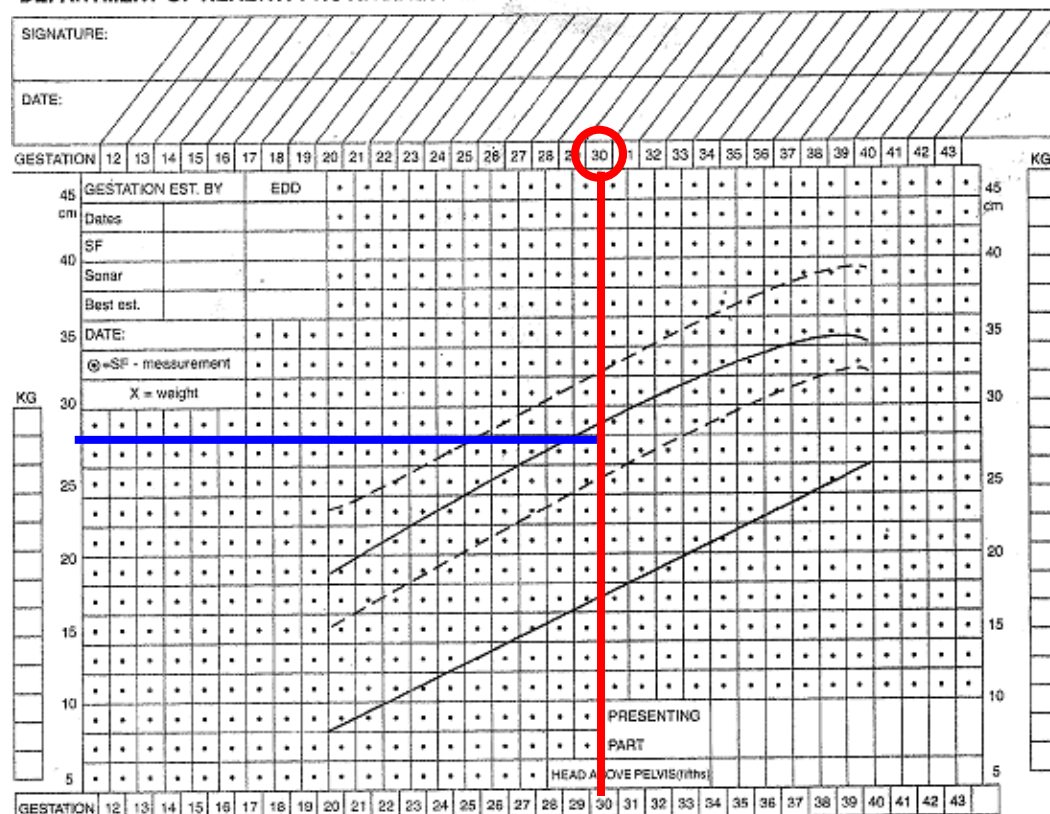 SIGNATURE:
DATE:
GESTATION 12 13 14 15 16 17 18 19 20 21 22 23 24 25 26 27 28 29 30 31 32 33 34 35 36 37 38 39 40 41 42 43
KG
45 GESTATION EST. BY EDD 45
cm Dates cm
SF
40 Sonar 40
Best est.
35 DATE: 35
⊙=SF - measurement
KG X = weight
30 30
25 25
20 20
15 15
10 10
PRESENTING
PART
5 HEAD ABOVE PELVIS(fifths) 5
GESTATION 12 13 14 15 16 17 18 19 20 21 22 23 24 25 26 27 28 29 30 31 32 33 34 35 36 37 38 39 40 41 42 43